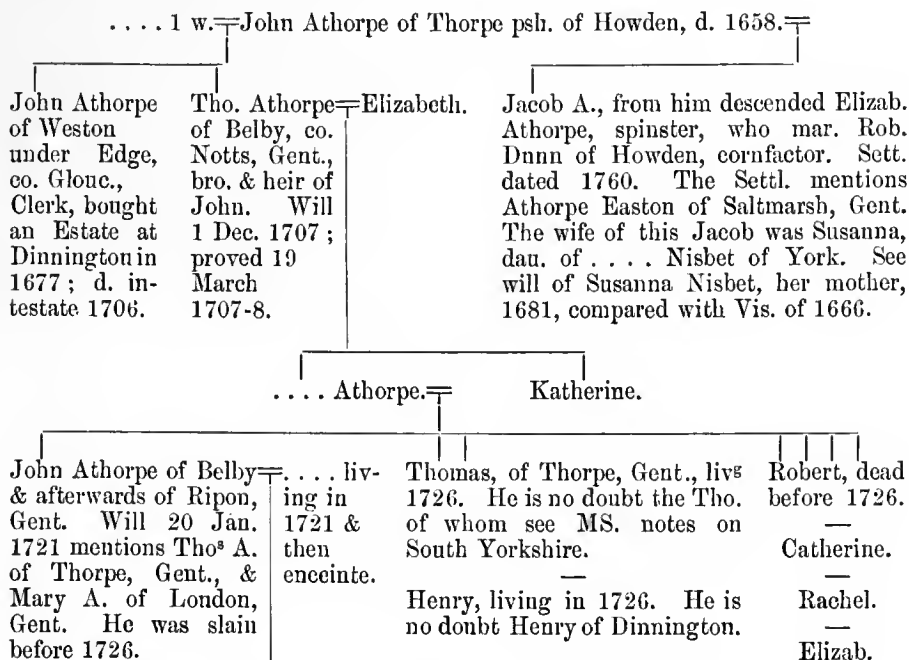 . . . . 1 w.=John Athorpe of Thorpe psh. of Howden, d. 1658.=
John Athorpe
of Weston
under Edge,
co. Glouc.,
Clerk, bought
an Estate at
Dinnington in
1677 ; d. in-
testate 1706.
Tho. Athorpe=Elizabeth.
of Belby, co.
Notts, Gent.,
bro. & heir of
John. Will
1 Dec. 1707 ;
proved 19
March
1707-8.
Jacob A., from him descended Elizab.
Athorpe, spinster, who mar. Rob.
Dunn of Howden, cornfactor. Sett.
dated 1760. The Settl. mentions
Athorpe Easton of Saltmarsh, Gent.
The wife of this Jacob was Susanna,
dau. of . . . . Nisbet of York. See
will of Susanna Nisbet, her mother,
1681, compared with Vis. of 1666.
. . . . Athorpe.= Katherine.
John Athorpe of Belby=
& afterwards of Ripon,
Gent. Will 20 Jan.
1721 mentions Thoˢ A.
of Thorpe, Gent., &
Mary A. of London,
Gent. He was slain
before 1726.
. . . . liv-
ing in
1721 &
then
enceinte.
Thomas, of Thorpe, Gent., livᵍ
1726. He is no doubt the Tho.
of whom see MS. notes on
South Yorkshire.
—
Henry, living in 1726. He is
no doubt Henry of Dinnington.
Robert, dead
before 1726.
—
Catherine.
—
Rachel.
—
Elizab.